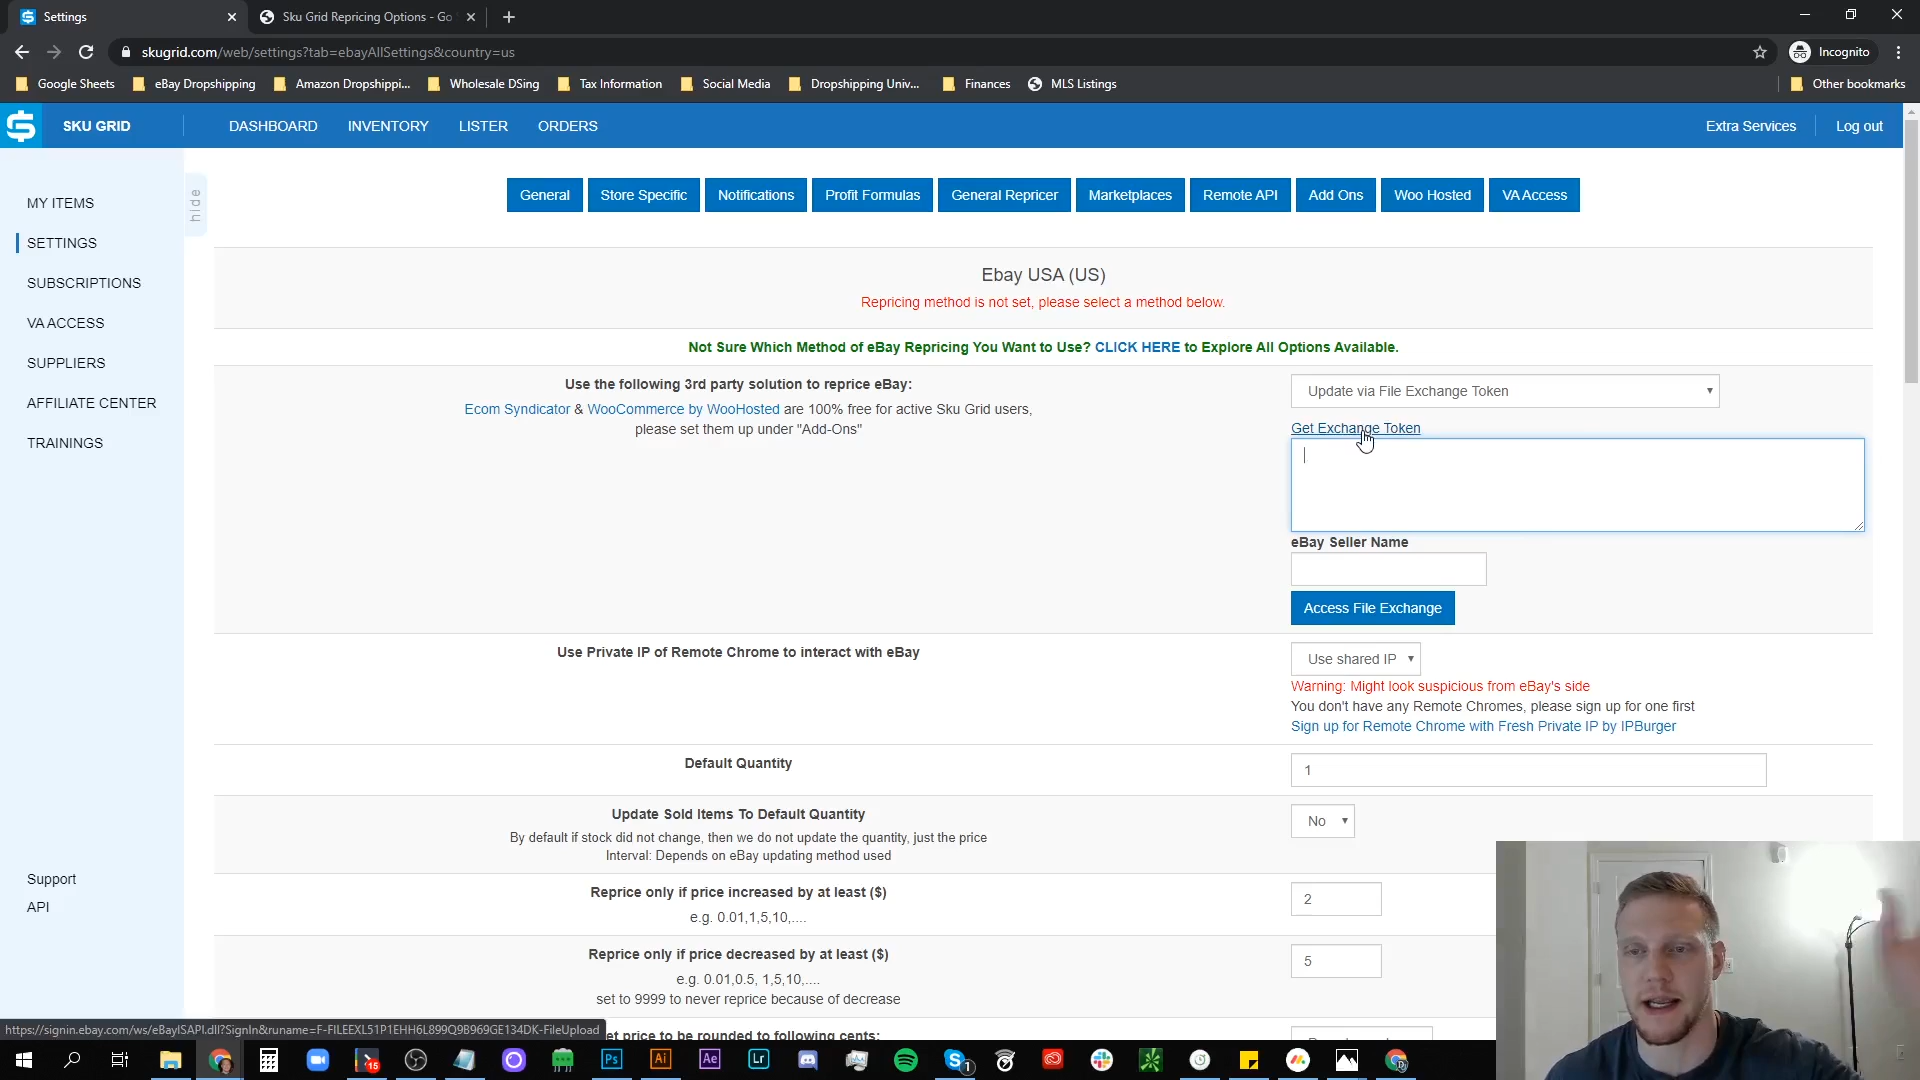 Settings
Sku Grid Repricing Options - Go
skugrid.com/web/settings?tab=ebayAllSettings&country=us
Incognito
Google Sheets
eBay Dropshipping
Amazon Dropshippi...
Wholesale DSing
Tax Information
Social Media
Dropshipping Univ...
Finances
MLS Listings
Other bookmarks
SKU GRID
DASHBOARD
INVENTORY
LISTER
ORDERS
Extra Services
Log out
hide
MY ITEMS
SETTINGS
SUBSCRIPTIONS
VA ACCESS
SUPPLIERS
AFFILIATE CENTER
TRAININGS
Support
API
General
Store Specific
Notifications
Profit Formulas
General Repricer
Marketplaces
Remote API
Add Ons
Woo Hosted
VA Access
Ebay USA (US)
Repricing method is not set, please select a method below.
Not Sure Which Method of eBay Repricing You Want to Use? CLICK HERE to Explore All Options Available.
Use the following 3rd party solution to reprice eBay:
Ecom Syndicator & WooCommerce by WooHosted are 100% free for active Sku Grid users,
please set them up under "Add-Ons"
Update via File Exchange Token
Get Exchange Token
eBay Seller Name
Access File Exchange
Use Private IP of Remote Chrome to interact with eBay
Use shared IP
Warning: Might look suspicious from eBay's side
You don't have any Remote Chromes, please sign up for one first
Sign up for Remote Chrome with Fresh Private IP by IPBurger
Default Quantity
1
Update Sold Items To Default Quantity
By default if stock did not change, then we do not update the quantity, just the price
Interval: Depends on eBay updating method used
No
Reprice only if price increased by at least ($)
e.g. 0.01,1,5,10,....
2
Reprice only if price decreased by at least ($)
e.g. 0.01,0.5, 1,5,10,....
set to 9999 to never reprice because of decrease
5
et price to be rounded to following cents:
https://signin.ebay.com/ws/eBayISAPI.dll?SignIn&runame=F-FILEEXL51P1EHH6L899Q9B969GE134DK-FileUpload
15
Ps
Ai
Ae
Lr
1